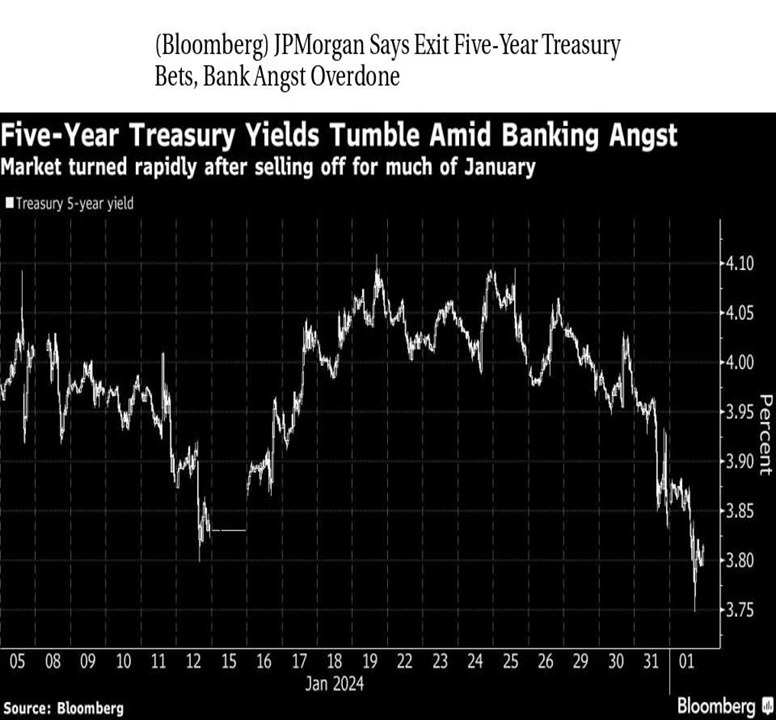 (Bloomberg) JPMorgan Says Exit Five-Year Treasury
Bets, Bank Angst Overdone
Five-Year Treasury Yields Tumble Amid Banking Angst
Market turned rapidly after selling off for much of January
Treasury 5-year yield
4.10
4.05
4.00
3.95
3.90
3.85
3.80
3.75
Percent
05 08 09 10 11 12 15 16 17 18 19 22 23 24 25 26 29 30 31 01
Jan 2024
Source: Bloomberg
Bloomberg